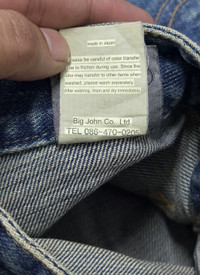 made in Japan
Please be careful of color transfer
due to friction during use. Since the
color may transfer to other items when
washed, please wash separately.
After washing, finish and dry immediately.
Big John Co., Ltd.
TEL 086-470-0205